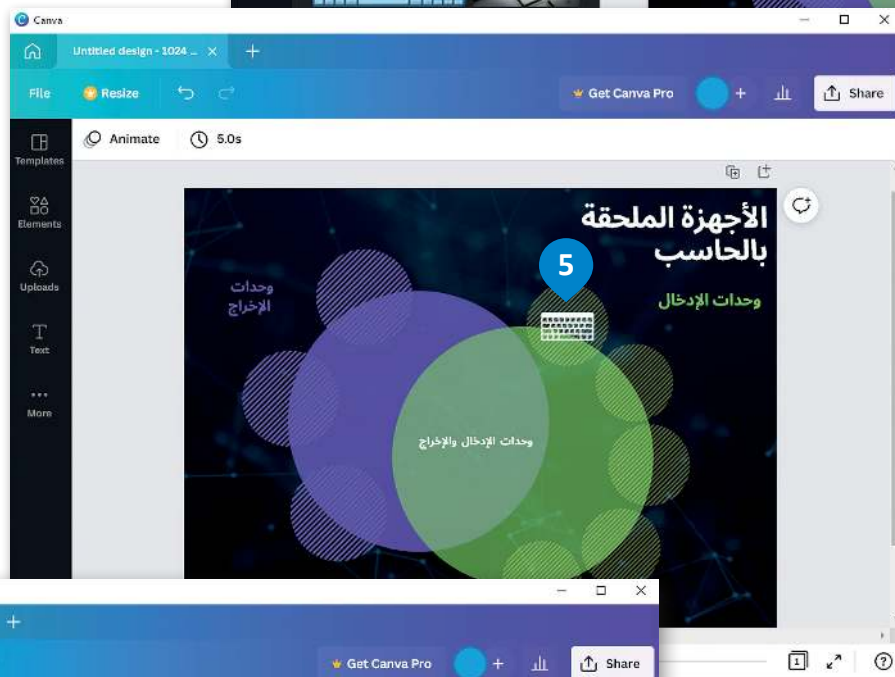 Canva
Untitled design - 1024 ...
File
Resize
Get Canva Pro
Share
Templates
Animate
5.0s
Elements
Uploads
Text
More
الأجهزة الملحقة
بالحاسب
5
وحدات الإدخال
وحدات
الإخراج
وحدات الإدخال والإخراج
1
Get Canva Pro
Share